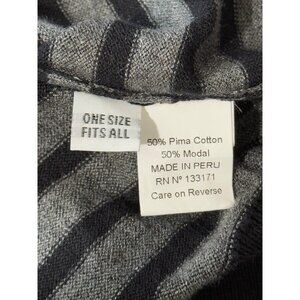 ONE SIZE
FITS ALL
50% Pima Cotton
50% Modal
MADE IN PERU
RN Nº 133171
Care on Reverse